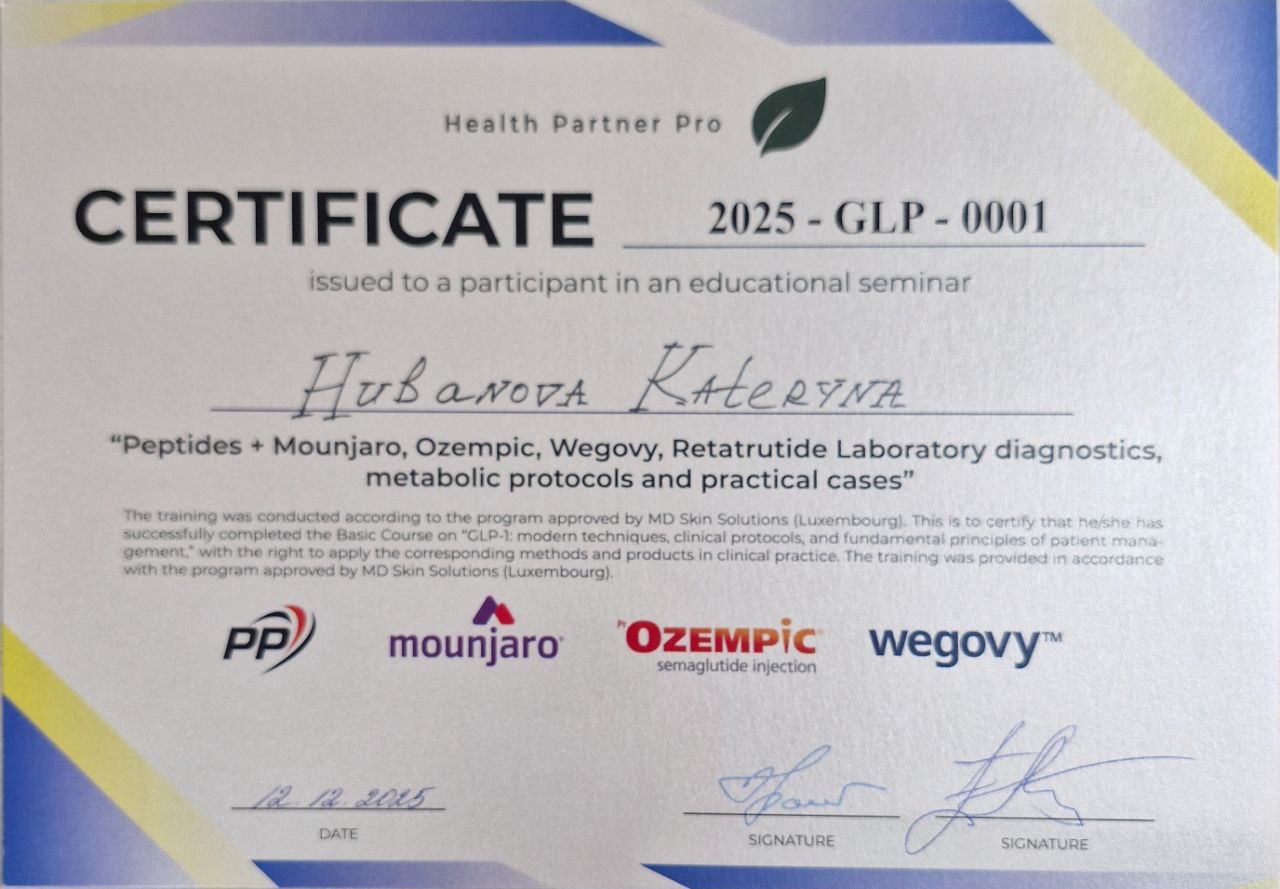 Health Partner Pro
CERTIFICATE 2025 - GLP - 0001
issued to a participant in an educational seminar
Hubanova Kateryna
“Peptides + Mounjaro, Ozempic, Wegovy, Retatrutide Laboratory diagnostics,
metabolic protocols and practical cases”
The training was conducted according to the program approved by MD Skin Solutions (Luxembourg). This is to certify that he/she has
successfully completed the Basic Course on “GLP-1: modern techniques, clinical protocols, and fundamental principles of patient mana-
gement,” with the right to apply the corresponding methods and products in clinical practice. The training was provided in accordance
with the program approved by MD Skin Solutions (Luxembourg).
PP mounjaro Pr OZEMPIC® wegovy™
semaglutide injection
12.12.2025
DATE SIGNATURE SIGNATURE